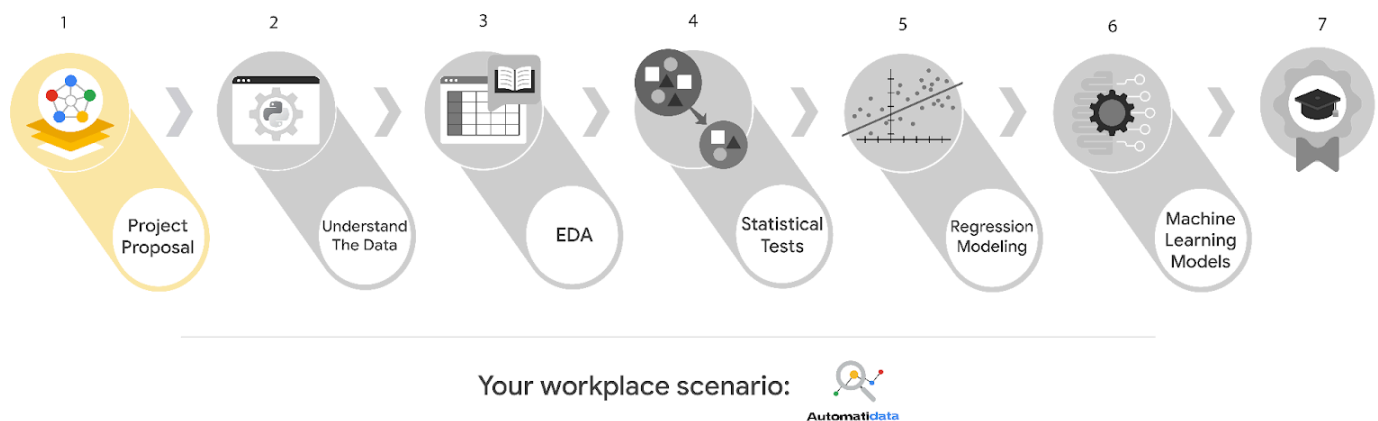 1
2
3
4
5
6
7
Project
Proposal
Understand
The Data
EDA
Statistical
Tests
Regression
Modeling
Machine
Learning
Models
Your workplace scenario:
Automatidata